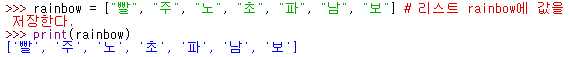 >>> rainbow = ["빨", "주", "노", "초", "파", "남", "보"] # 리스트 rainbow에 값을
저장한다.
>>> print(rainbow)
['빨', '주', '노', '초', '파', '남', '보']